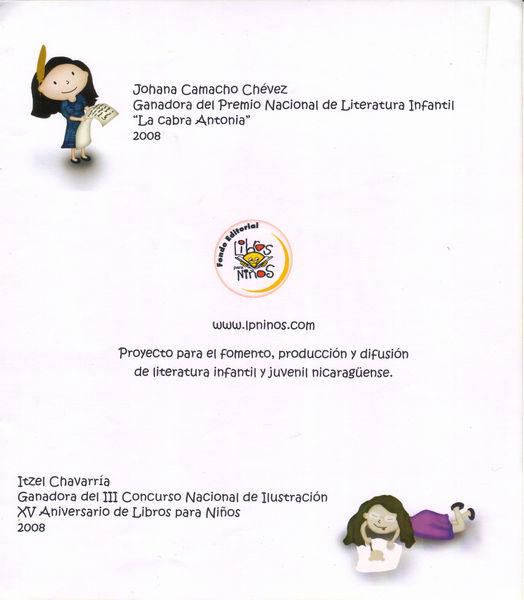 Johana Camacho Chévez
Ganadora del Premio Nacional de Literatura Infantil
"La cabra Antonia"
2008
Fondo Editorial
Libros
para
Niños
www.lpninos.com
Proyecto para el fomento, producción y difusión
de literatura infantil y juvenil nicaragüense.
Itzel Chavarría
Ganadora del III Concurso Nacional de Ilustración
XV Aniversario de Libros para Niños
2008